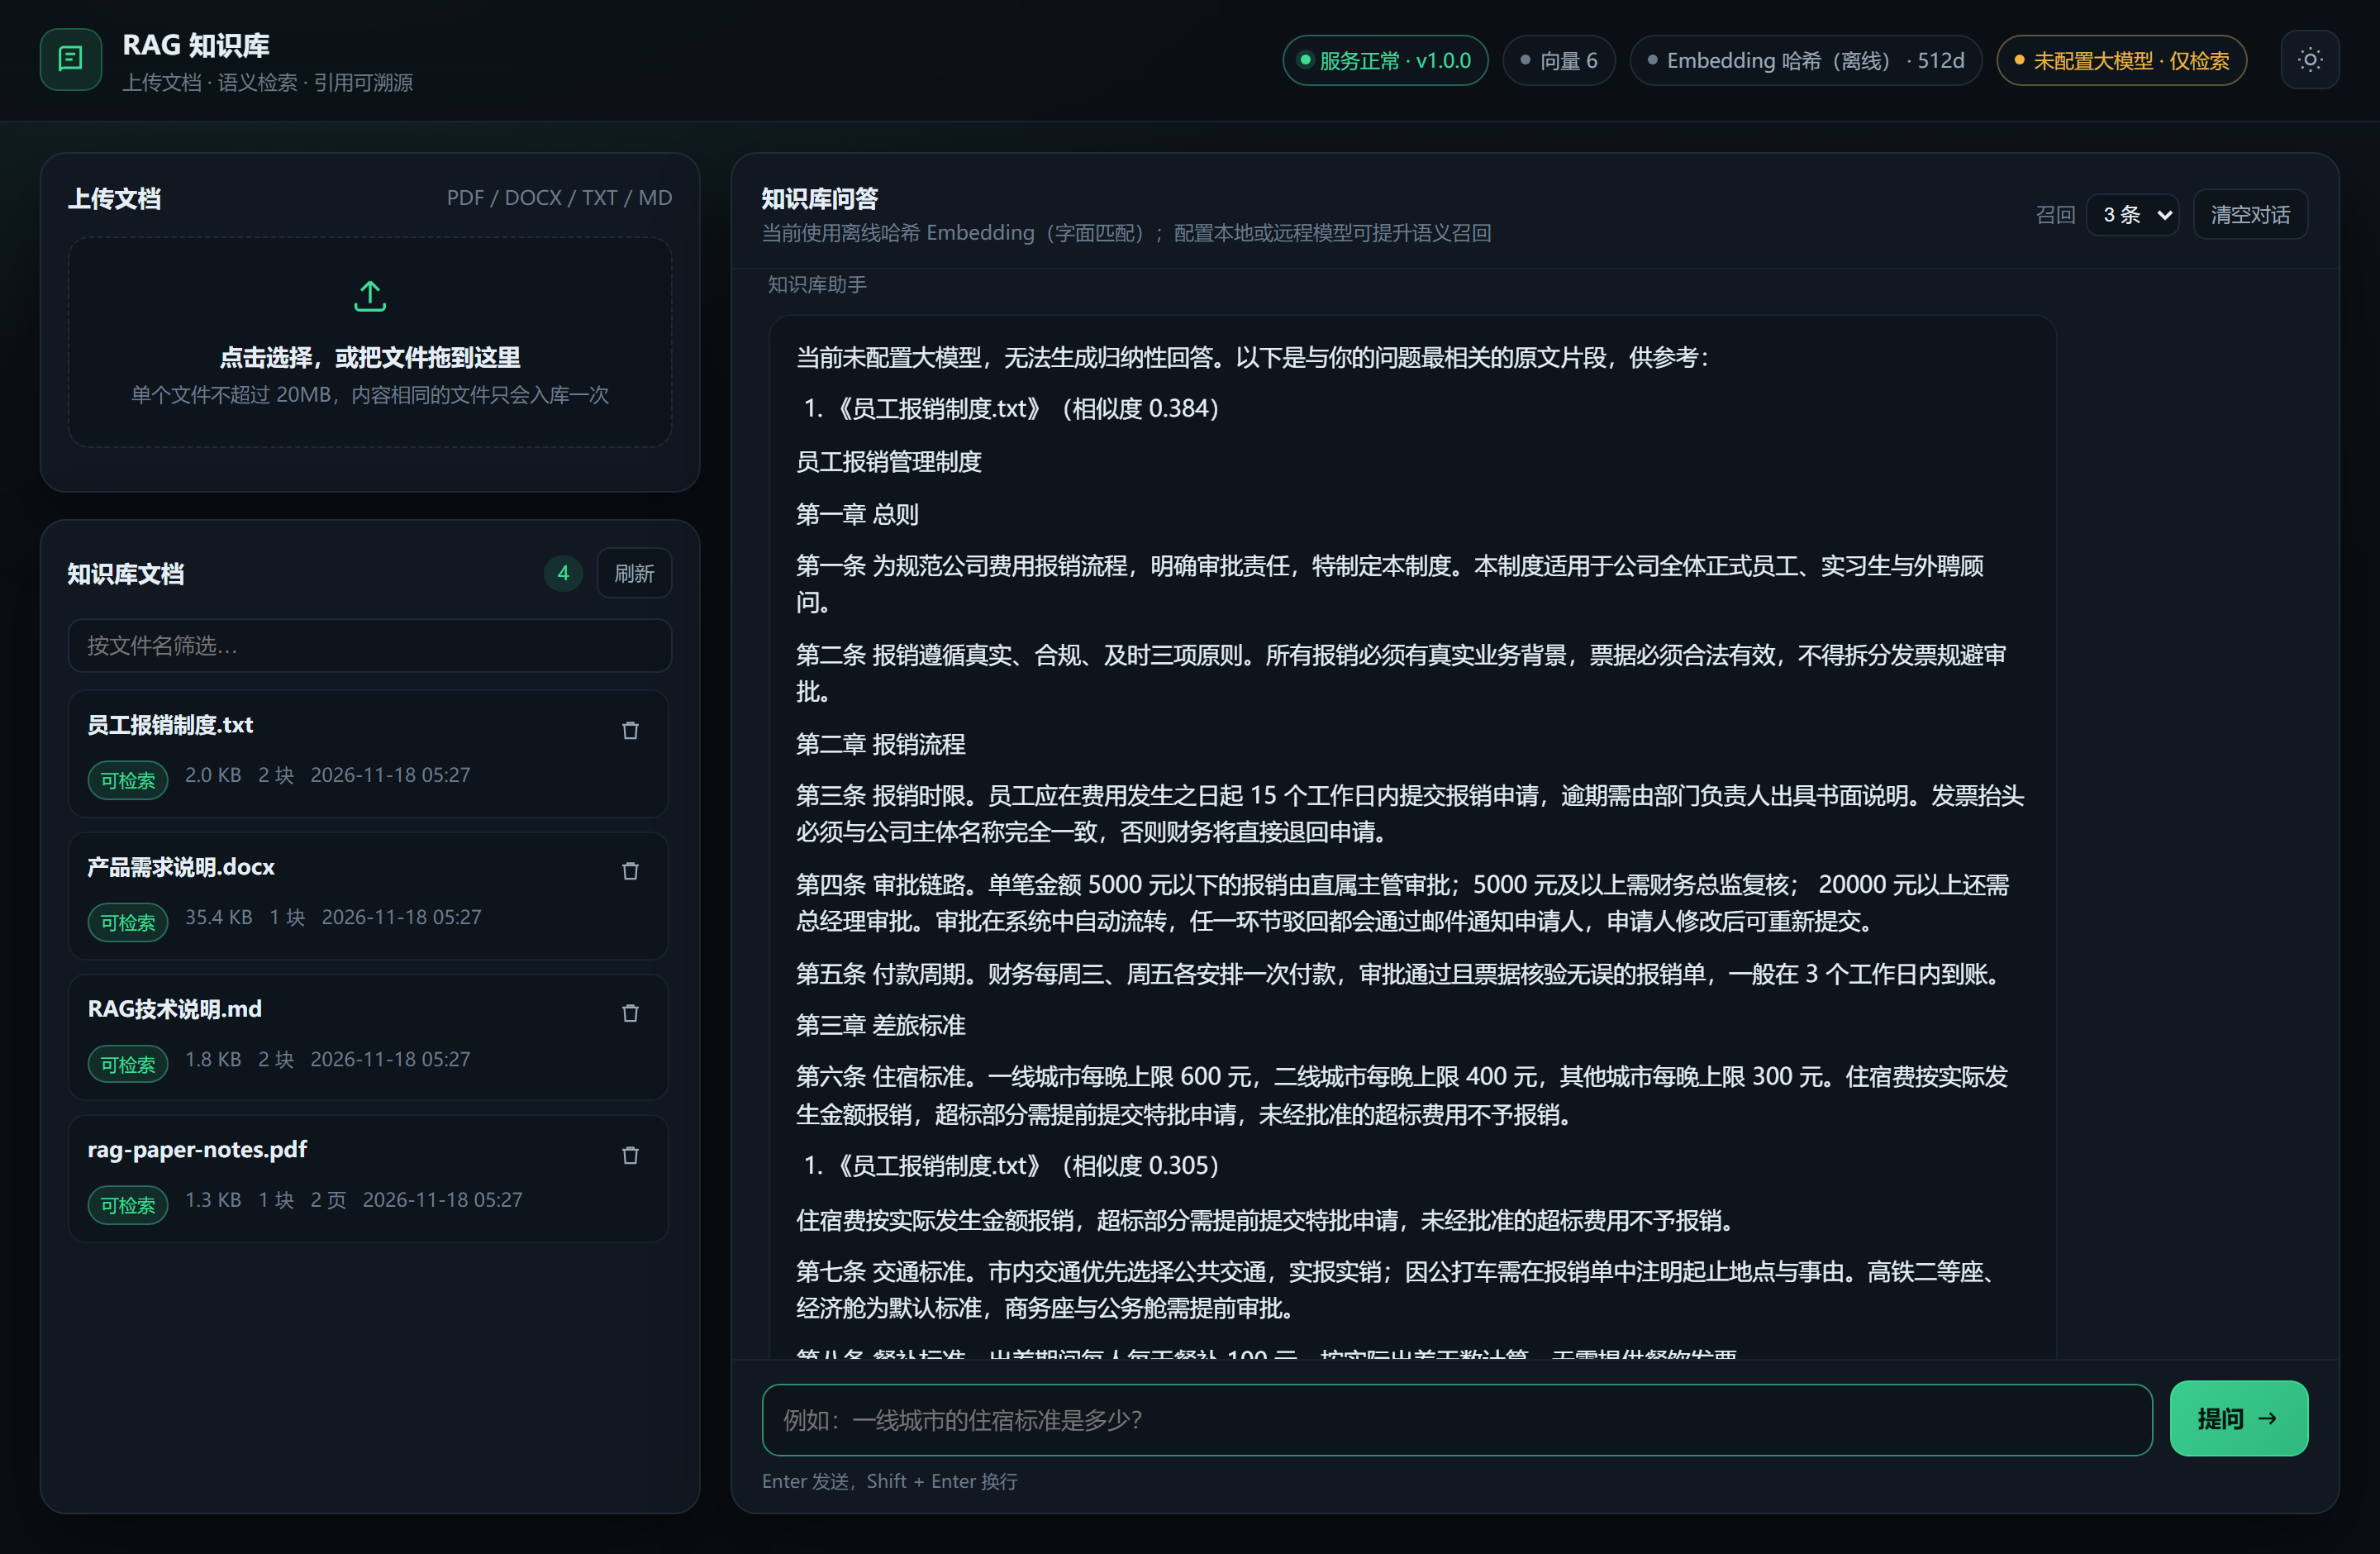 RAG 知识库
上传文档 · 语义检索 · 引用可溯源
服务正常 · v1.0.0
向量 6
Embedding 哈希（离线） · 512d
未配置大模型 · 仅检索
上传文档
PDF / DOCX / TXT / MD
点击选择，或把文件拖到这里
单个文件不超过 20MB，内容相同的文件只会入库一次
知识库文档
4
刷新
按文件名筛选…
员工报销制度.txt
可检索 2.0 KB 2 块 2026-11-18 05:27
产品需求说明.docx
可检索 35.4 KB 1 块 2026-11-18 05:27
RAG技术说明.md
可检索 1.8 KB 2 块 2026-11-18 05:27
rag-paper-notes.pdf
可检索 1.3 KB 1 块 2 页 2026-11-18 05:27
知识库问答
当前使用离线哈希 Embedding（字面匹配）；配置本地或远程模型可提升语义召回
召回
3 条
清空对话
知识库助手
当前未配置大模型，无法生成归纳性回答。以下是与你的问题最相关的原文片段，供参考：
1. 《员工报销制度.txt》（相似度 0.384）
员工报销管理制度
第一章 总则
第一条 为规范公司费用报销流程，明确审批责任，特制定本制度。本制度适用于公司全体正式员工、实习生与外聘顾
问。
第二条 报销遵循真实、合规、及时三项原则。所有报销必须有真实业务背景，票据必须合法有效，不得拆分发票规避审
批。
第二章 报销流程
第三条 报销时限。员工应在费用发生之日起 15 个工作日内提交报销申请，逾期需由部门负责人出具书面说明。发票抬头
必须与公司主体名称完全一致，否则财务将直接退回申请。
第四条 审批链路。单笔金额 5000 元以下的报销由直属主管审批；5000 元及以上需财务总监复核； 20000 元以上还需
总经理审批。审批在系统中自动流转，任一环节驳回都会通过邮件通知申请人，申请人修改后可重新提交。
第五条 付款周期。财务每周三、周五各安排一次付款，审批通过且票据核验无误的报销单，一般在 3 个工作日内到账。
第三章 差旅标准
第六条 住宿标准。一线城市每晚上限 600 元，二线城市每晚上限 400 元，其他城市每晚上限 300 元。住宿费按实际发
生金额报销，超标部分需提前提交特批申请，未经批准的超标费用不予报销。
1. 《员工报销制度.txt》（相似度 0.305）
住宿费按实际发生金额报销，超标部分需提前提交特批申请，未经批准的超标费用不予报销。
第七条 交通标准。市内交通优先选择公共交通，实报实销；因公打车需在报销单中注明起止地点与事由。高铁二等座、
经济舱为默认标准，商务座与公务舱需提前审批。
第八条 餐补标准。出差期间每人每天餐补 100 元，按实际出差天数计算，无需提供餐饮发票。
例如：一线城市的住宿标准是多少？
提问 →
Enter 发送，Shift + Enter 换行